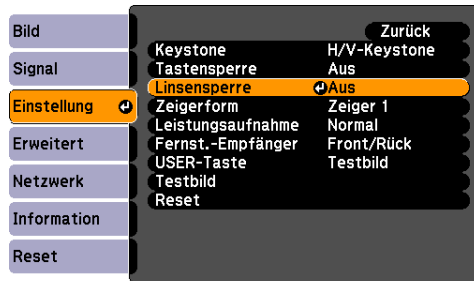 Bild
Signal
Einstellung
Erweitert
Netzwerk
Information
Reset
Zurück
Keystone H/V-Keystone
Tastensperre Aus
Linsensperre Aus
Zeigerform Zeiger 1
Leistungsaufnahme Normal
Fernst.-Empfänger Front/Rück
USER-Taste Testbild
Testbild
Reset